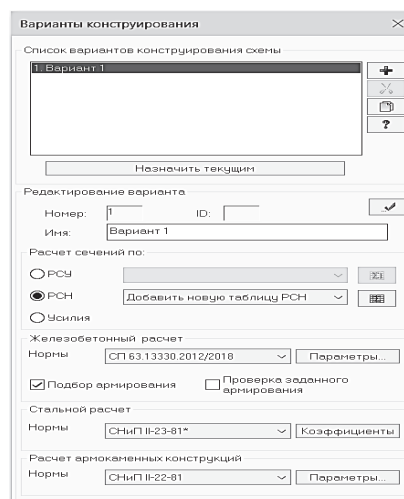 Варианты конструирования
Список вариантов конструирования схемы
1. Вариант 1
Назначить текущим
Редактирование варианта
Номер: 1 ID:
Имя: Вариант 1
Расчет сечений по:
РСУ
РСН Добавить новую таблицу РСН
Усилия
Железобетонный расчет
Нормы СП 63.13330.2012/2018 Параметры...
Подбор армирования Проверка заданного
армирования
Стальной расчет
Нормы СНиП II-23-81* Коэффициенты
Расчет армокаменных конструкций
Нормы СНиП II-22-81 Параметры...